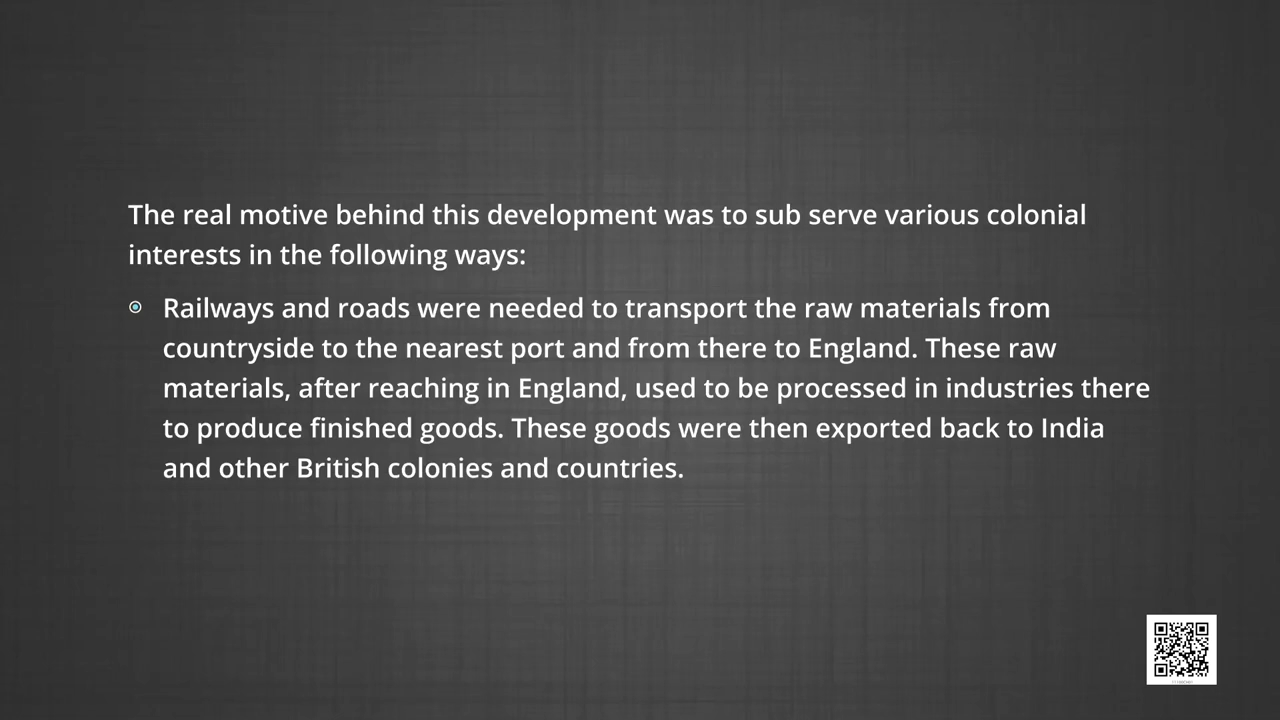 The real motive behind this development was to sub serve various colonial
interests in the following ways:
Railways and roads were needed to transport the raw materials from
countryside to the nearest port and from there to England. These raw
materials, after reaching in England, used to be processed in industries there
to produce finished goods. These goods were then exported back to India
and other British colonies and countries.